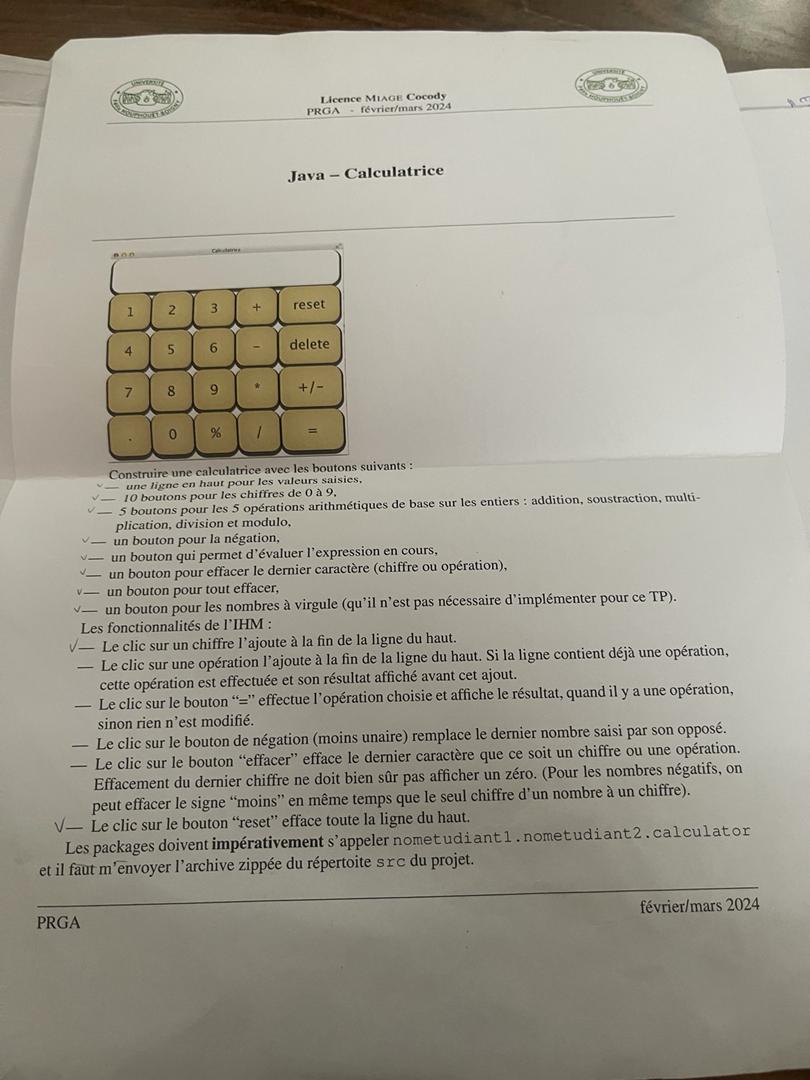 UNIVERSITE
FELIX HOUPHOUET-BOIGNY
UNIVERSITE
FELIX HOUPHOUET-BOIGNY
Licence MIAGE Cocody
PRGA - février/mars 2024
Java – Calculatrice
Calculatrice
1 2 3 + reset
4 5 6 - delete
7 8 9 * +/-
. 0 % / =
Construire une calculatrice avec les boutons suivants :
— une ligne en haut pour les valeurs saisies,
— 10 boutons pour les chiffres de 0 à 9,
— 5 boutons pour les 5 opérations arithmétiques de base sur les entiers : addition, soustraction, multi-
plication, division et modulo,
— un bouton pour la négation,
— un bouton qui permet d'évaluer l'expression en cours,
— un bouton pour effacer le dernier caractère (chiffre ou opération),
— un bouton pour tout effacer,
— un bouton pour les nombres à virgule (qu'il n'est pas nécessaire d'implémenter pour ce TP).
Les fonctionnalités de l'IHM :
— Le clic sur un chiffre l'ajoute à la fin de la ligne du haut.
— Le clic sur une opération l'ajoute à la fin de la ligne du haut. Si la ligne contient déjà une opération,
cette opération est effectuée et son résultat affiché avant cet ajout.
— Le clic sur le bouton “=” effectue l'opération choisie et affiche le résultat, quand il y a une opération,
sinon rien n'est modifié.
— Le clic sur le bouton de négation (moins unaire) remplace le dernier nombre saisi par son opposé.
— Le clic sur le bouton “effacer” efface le dernier caractère que ce soit un chiffre ou une opération.
Effacement du dernier chiffre ne doit bien sûr pas afficher un zéro. (Pour les nombres négatifs, on
peut effacer le signe “moins” en même temps que le seul chiffre d'un nombre à un chiffre).
— Le clic sur le bouton “reset” efface toute la ligne du haut.
Les packages doivent impérativement s'appeler nometudiant1.nometudiant2.calculator
et il faut m'envoyer l'archive zippée du répertoite src du projet.
PRGA février/mars 2024